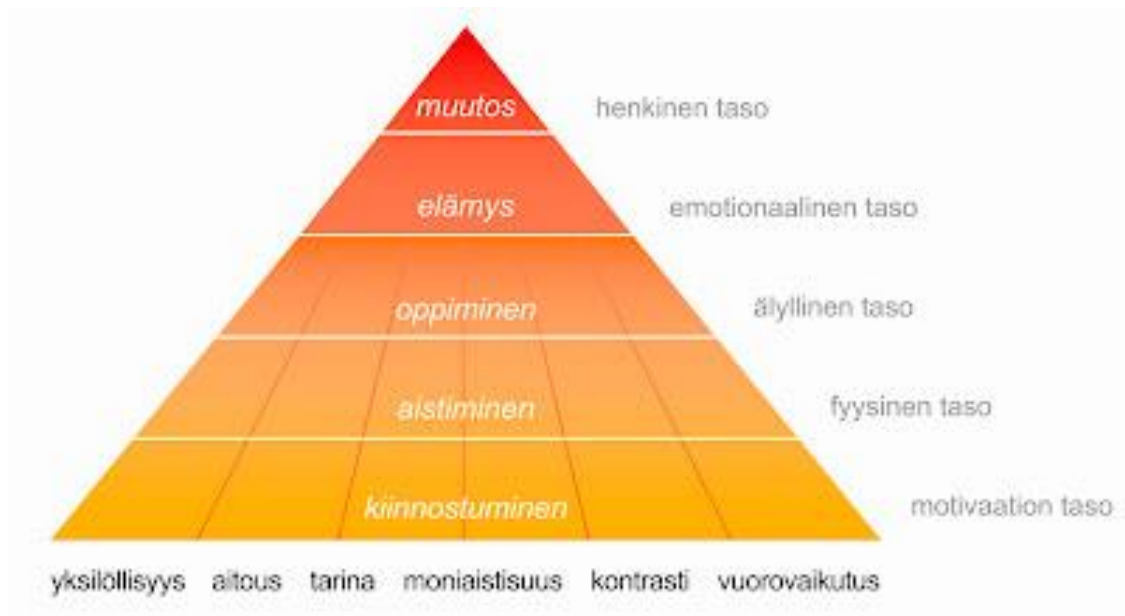 muutos henkinen taso
elämys emotionaalinen taso
oppiminen älyllinen taso
aistiminen fyysinen taso
kiinnostuminen motivaation taso
yksilöllisyys aitous tarina moniaistisuus kontrasti vuorovaikutus